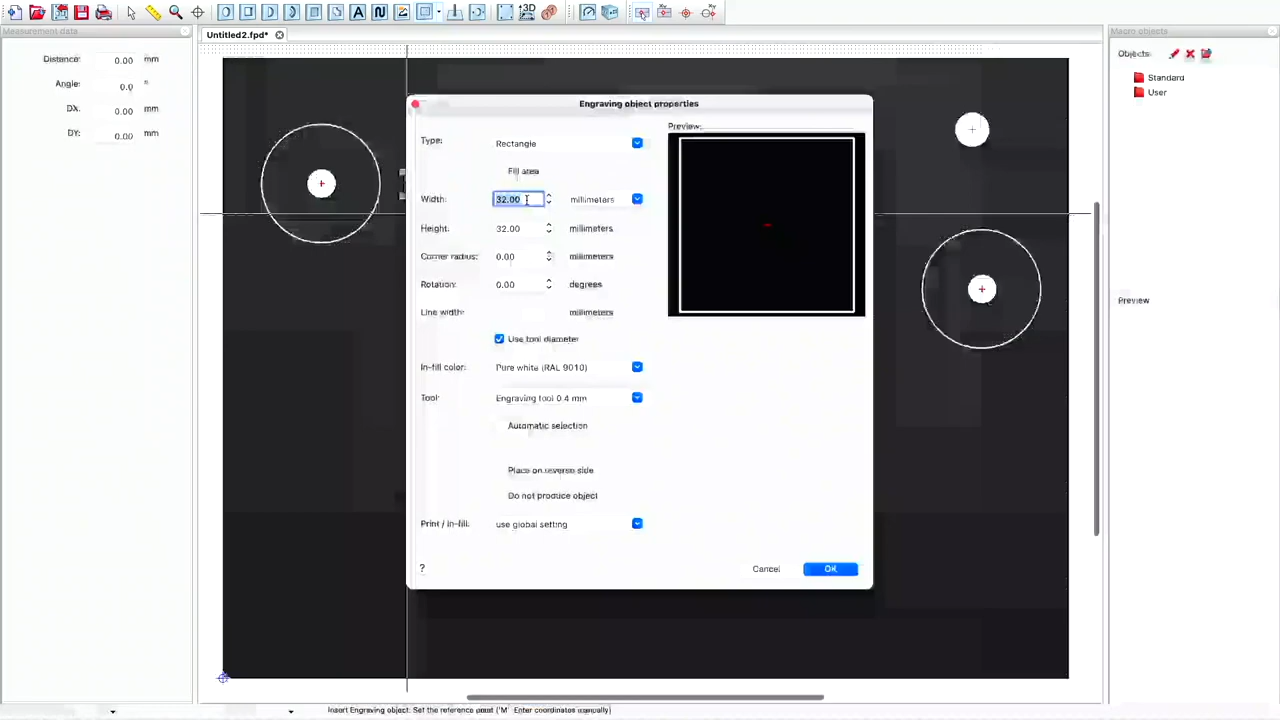 Untitled2.fpd*
Measurement data
Distance: 0.00 mm
Angle: 0.0 °
DX: 0.00 mm
DY: 0.00 mm
Engraving object properties
Type: Rectangle
Fill area
Width: 32.00 millimeters
Height: 32.00 millimeters
Corner radius: 0.00 millimeters
Rotation: 0.00 degrees
Line width: millimeters
Use tool diameter
In-fill color: Pure white (RAL 9010)
Tool: Engraving tool 0.4 mm
Automatic selection
Place on reverse side
Do not produce object
Print / In-fill: use global setting
?
Cancel
OK
Preview:
Macro objects
Objects:
Standard
User
Preview
Insert Engraving object: Set the reference point ('M' Enter coordinates manually)